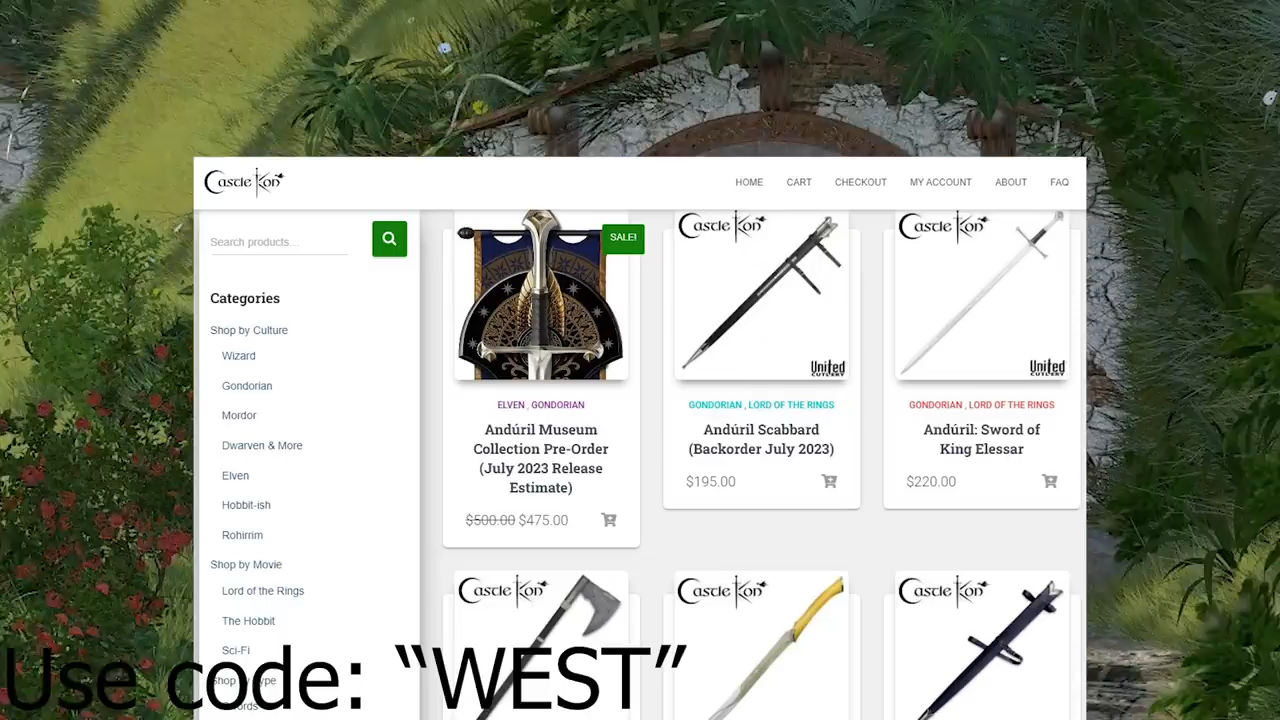 Castle Kon
HOME CART CHECKOUT MY ACCOUNT ABOUT FAQ
Search products...
Categories
Shop by Culture
Wizard
Gondorian
Mordor
Dwarven & More
Elven
Hobbit-ish
Rohirrim
Shop by Movie
Lord of the Rings
The Hobbit
Sci-Fi
SALE!
ELVEN , GONDORIAN
Andúril Museum
Collection Pre-Order
(July 2023 Release
Estimate)
$500.00 $475.00
Castle Kon
UNITED
CUTLERY
GONDORIAN , LORD OF THE RINGS
Andúril Scabbard
(Backorder July 2023)
$195.00
Castle Kon
UNITED
CUTLERY
GONDORIAN , LORD OF THE RINGS
Andúril: Sword of
King Elessar
$220.00
Castle Kon
Castle Kon
Castle Kon
Use code: “WEST”